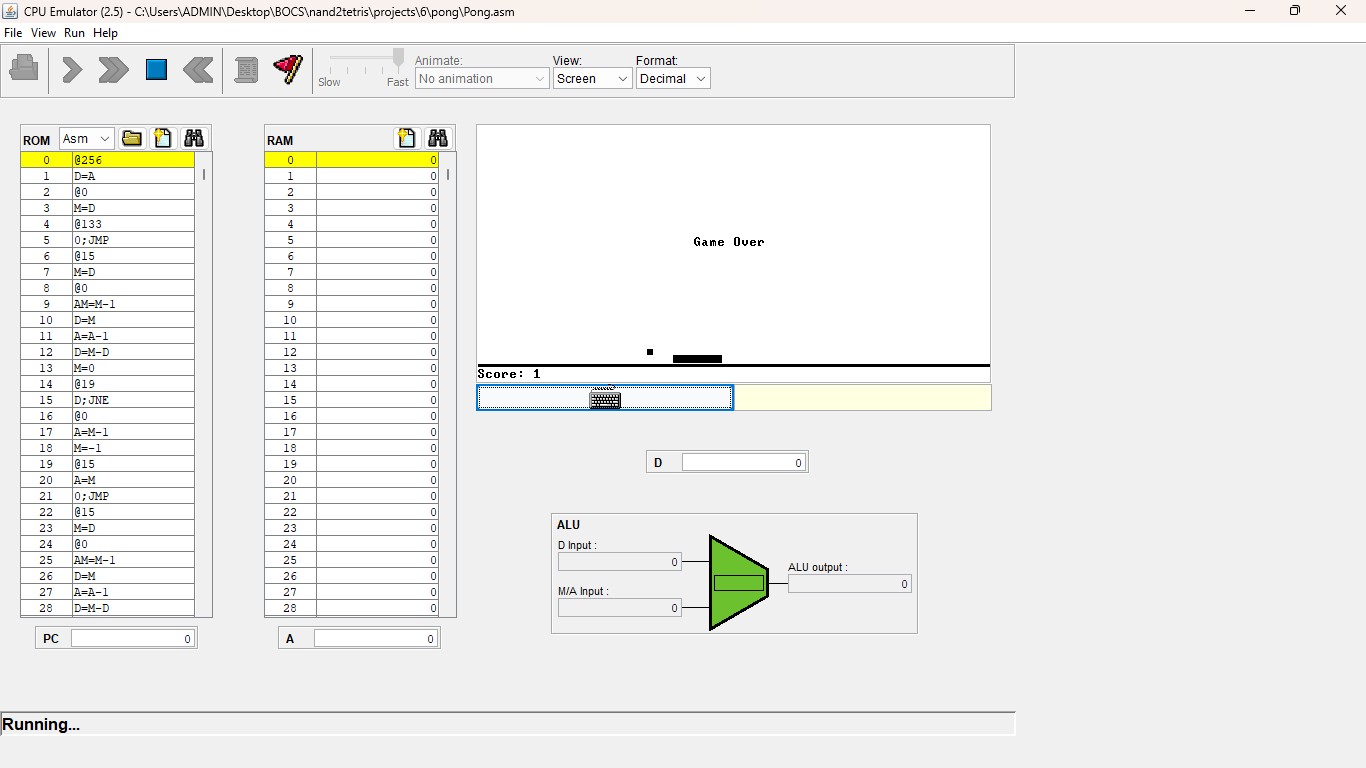 CPU Emulator (2.5) - C:\Users\ADMIN\Desktop\BOCS\nand2tetris\projects\6\pong\Pong.asm
File View Run Help
Slow Fast
Animate: View: Format:
No animation Screen Decimal
ROM Asm
0 @256
1 D=A
2 @0
3 M=D
4 @133
5 0;JMP
6 @15
7 M=D
8 @0
9 AM=M-1
10 D=M
11 A=A-1
12 D=M-D
13 M=0
14 @19
15 D;JNE
16 @0
17 A=M-1
18 M=-1
19 @15
20 A=M
21 0;JMP
22 @15
23 M=D
24 @0
25 AM=M-1
26 D=M
27 A=A-1
28 D=M-D
PC 0
RAM
0 0
1 0
2 0
3 0
4 0
5 0
6 0
7 0
8 0
9 0
10 0
11 0
12 0
13 0
14 0
15 0
16 0
17 0
18 0
19 0
20 0
21 0
22 0
23 0
24 0
25 0
26 0
27 0
28 0
A 0
Game Over
Score: 1
D 0
ALU
D Input :
0
M/A Input :
0
ALU output :
0
Running...